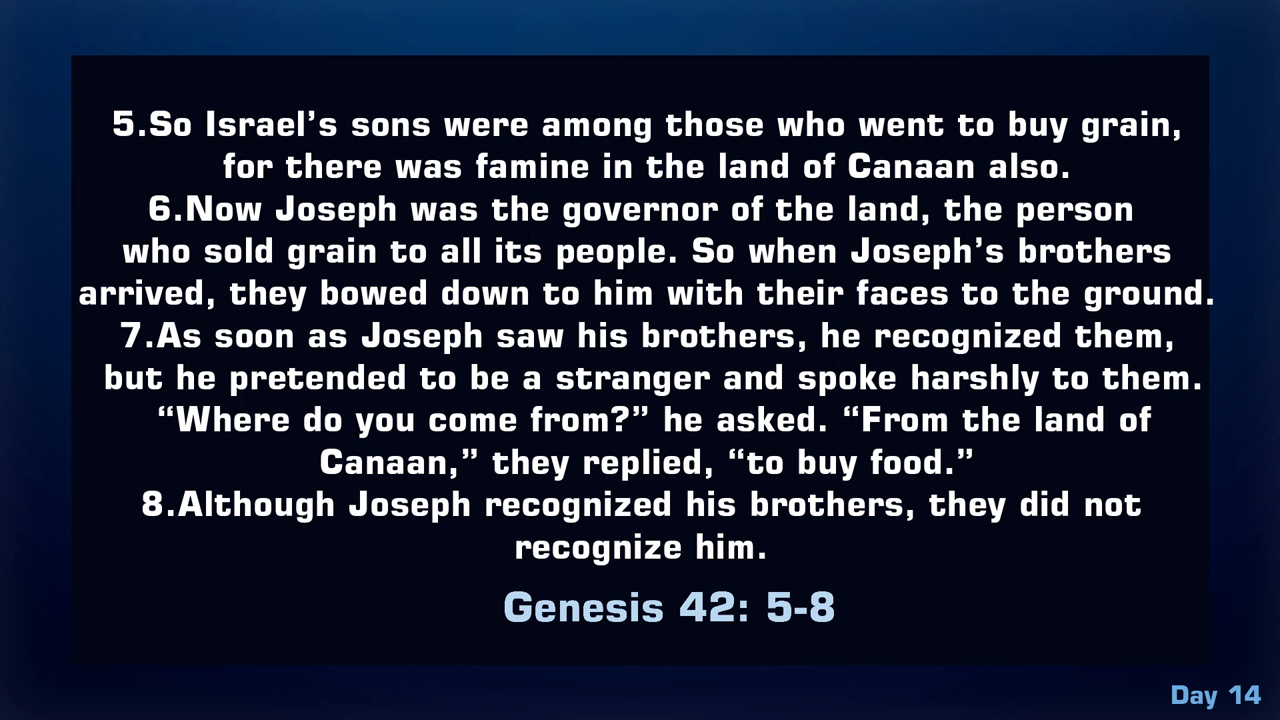 5.So Israel’s sons were among those who went to buy grain,
for there was famine in the land of Canaan also.
6.Now Joseph was the governor of the land, the person
who sold grain to all its people. So when Joseph’s brothers
arrived, they bowed down to him with their faces to the ground.
7.As soon as Joseph saw his brothers, he recognized them,
but he pretended to be a stranger and spoke harshly to them.
“Where do you come from?” he asked. “From the land of
Canaan,” they replied, “to buy food.”
8.Although Joseph recognized his brothers, they did not
recognize him.
Genesis 42: 5-8
Day 14